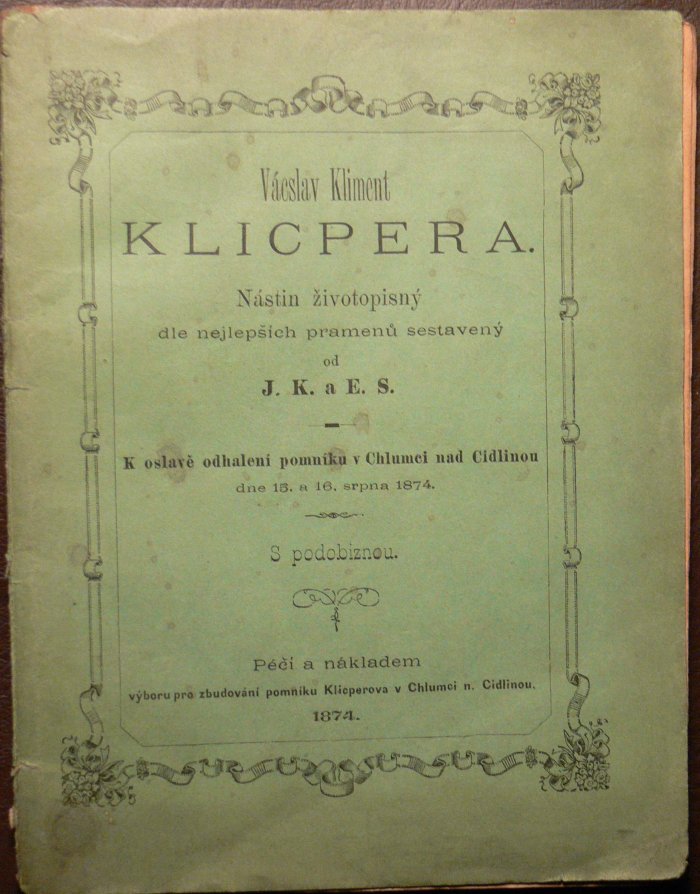 Vácslav Kliment
KLICPERA.
Nástin životopisný
dle nejlepších pramenů sestavený
od
J. K. a E. S.
K oslavě odhalení pomníku v Chlumci nad Cidlinou
dne 15. a 16. srpna 1874.
S podobiznou.
Péčí a nákladem
výboru pro zbudování pomníku Klicperova v Chlumci n. Cidlinou.
1874.